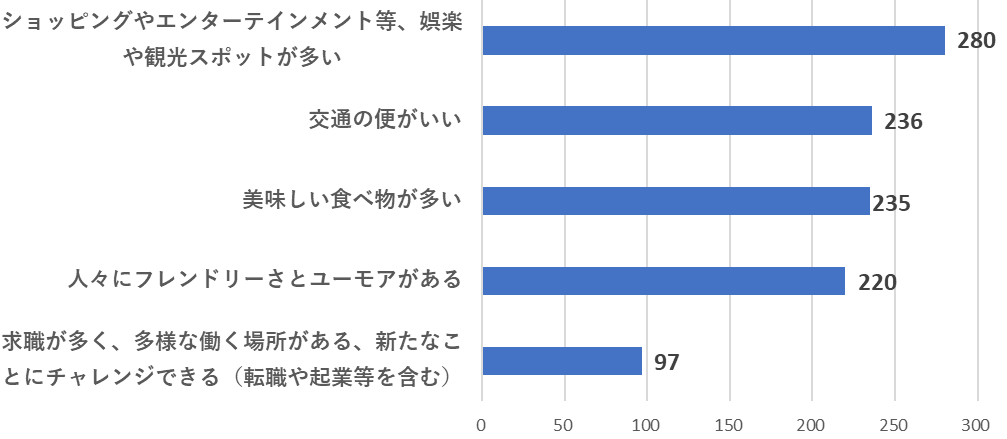 ショッピングやエンターテインメント等、娯楽
や観光スポットが多い
280
交通の便がいい
236
美味しい食べ物が多い
235
人々にフレンドリーさとユーモアがある
220
求職が多く、多様な働く場所がある、新たなこ
とにチャレンジできる（転職や起業等を含む）
97
0 50 100 150 200 250 300